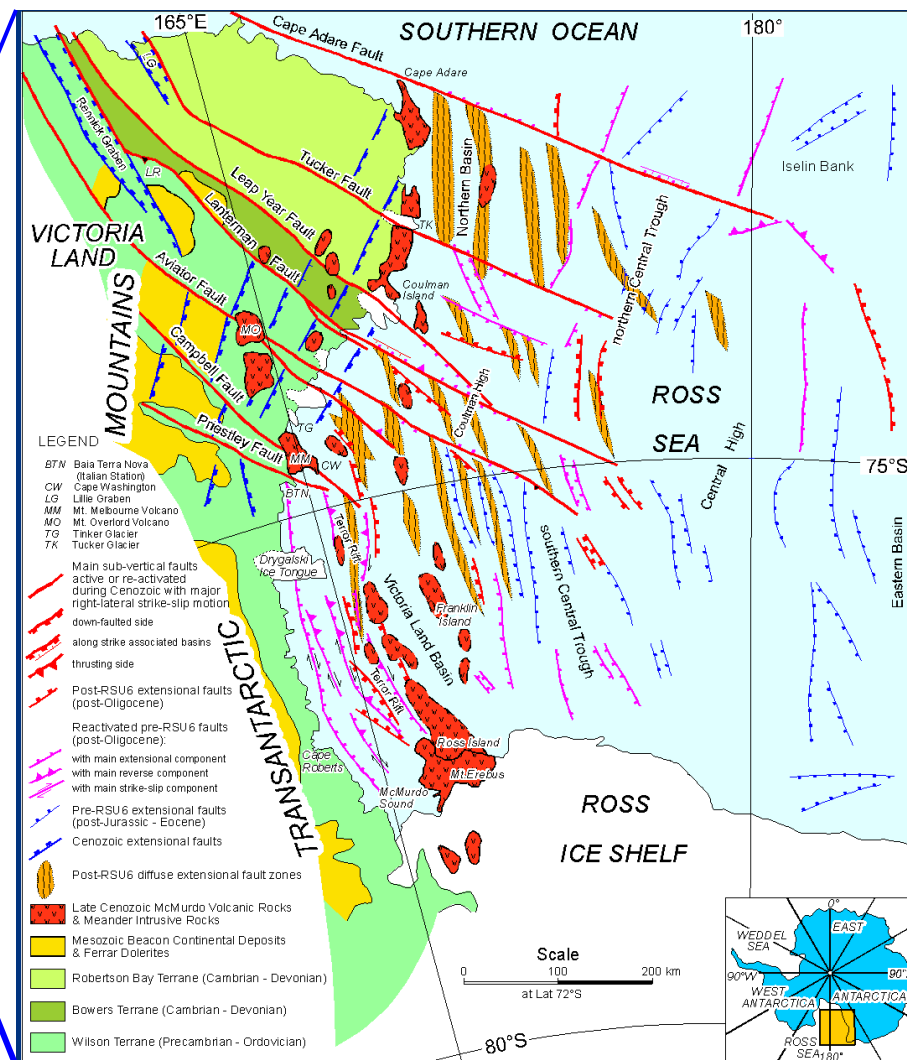 165°E
Cape Adare Fault
SOUTHERN OCEAN
180°
LG
Cape Adare
Rennick Graben
Iselin Bank
LR
Tucker Fault
Northern Basin
Leap Year Fault
Lanterman Fault
TK
VICTORIA
LAND
northern Central Trough
Aviator Fault
Coulman
Island
MOUNTAINS
MO
Campbell Fault
Coulman High
ROSS
SEA
Priestley Fault
TG
MM
CW
Central High
75°S
BTN
LEGEND
BTN Baia Terra Nova
(Italian Station)
CW Cape Washington
LG Lillie Graben
MM Mt. Melbourne Volcano
MO Mt. Overlord Volcano
TG Tinker Glacier
TK Tucker Glacier
Terror Rift
southern Central Trough
Eastern Basin
Drygalski
Ice Tongue
Victoria Land Basin
Franklin
Island
Main sub-vertical faults
active or re-activated
during Cenozoic with major
right-lateral strike-slip motion
down-faulted side
along strike associated basins
thrusting side
Post-RSU6 extensional faults
(post-Oligocene)
Reactivated pre-RSU6 faults
(post-Oligocene):
with main extensional component
with main reverse component
with main strike-slip component
Pre-RSU6 extensional faults
(post-Jurassic - Eocene)
Cenozoic extensional faults
Post-RSU6 diffuse extensional fault zones
Late Cenozoic McMurdo Volcanic Rocks
& Meander Intrusive Rocks
Mesozoic Beacon Continental Deposits
& Ferrar Dolerites
Robertson Bay Terrane (Cambrian - Devonian)
Bowers Terrane (Cambrian - Devonian)
Wilson Terrane (Precambrian - Ordovician)
TRANSANTARCTIC
Terror Rift
Ross Island
Cape
Roberts
Mt.Erebus
McMurdo
Sound
ROSS
ICE SHELF
Scale
0 100 200 km
at Lat 72°S
80°S
0°
WEDDEL
SEA
EAST
90°W
90°
WEST
ANTARCTICA
ANTARCTICA
ROSS
SEA
180°